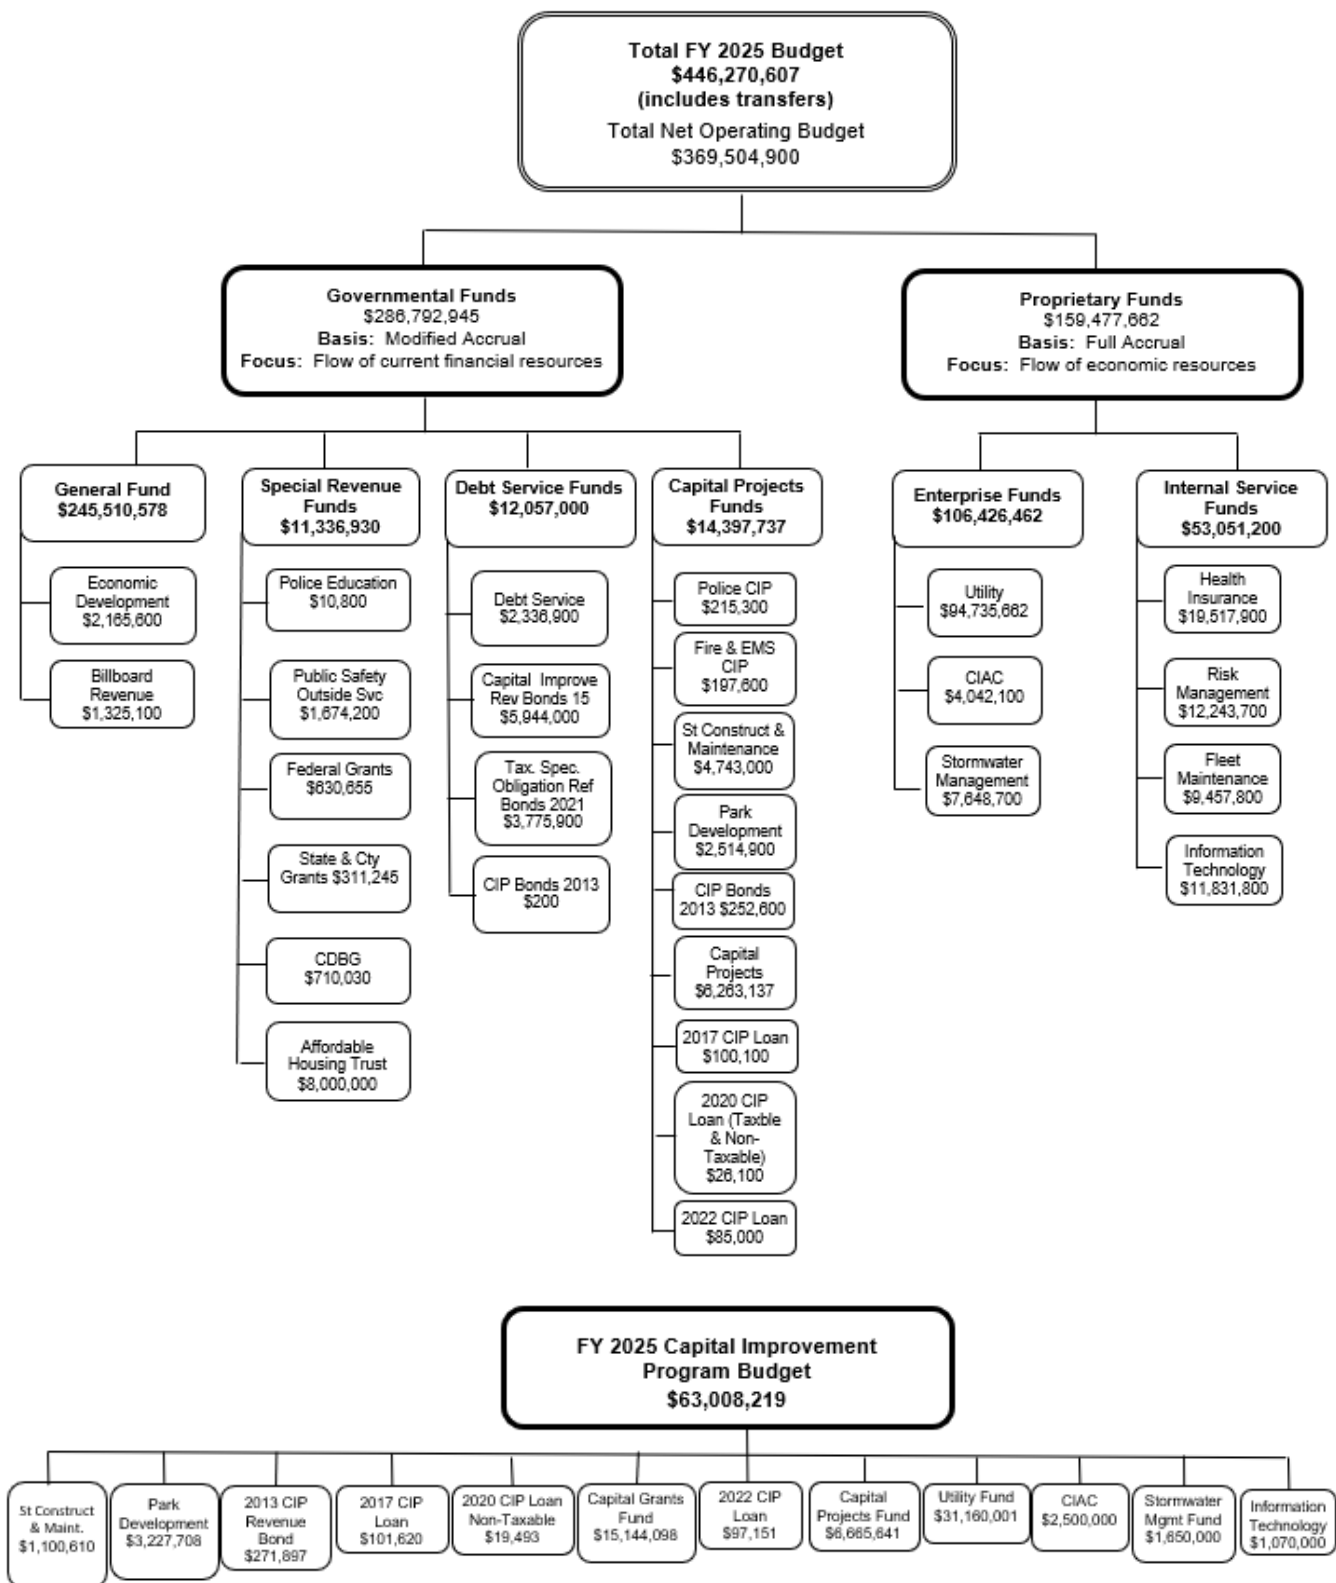 Total FY 2025 Budget
$446,270,607
(includes transfers)
Total Net Operating Budget
$369,504,900
Governmental Funds
$286,792,945
Basis: Modified Accrual
Focus: Flow of current financial resources
Proprietary Funds
$159,477,662
Basis: Full Accrual
Focus: Flow of economic resources
General Fund
$245,510,578
Economic
Development
$2,165,600
Billboard
Revenue
$1,325,100
Special Revenue
Funds
$11,336,930
Police Education
$10,800
Public Safety
Outside Svc
$1,674,200
Federal Grants
$630,655
State & Cty
Grants $311,245
CDBG
$710,030
Affordable
Housing Trust
$8,000,000
Debt Service Funds
$12,057,000
Debt Service
$2,336,900
Capital Improve
Rev Bonds 15
$5,944,000
Tax. Spec.
Obligation Ref
Bonds 2021
$3,775,900
CIP Bonds 2013
$200
Capital Projects
Funds
$14,397,737
Police CIP
$215,300
Fire & EMS
CIP
$197,600
St Construct &
Maintenance
$4,743,000
Park
Development
$2,514,900
CIP Bonds
2013 $252,600
Capital
Projects
$6,263,137
2017 CIP Loan
$100,100
2020 CIP
Loan (Taxble
& Non-
Taxable)
$26,100
2022 CIP Loan
$85,000
Enterprise Funds
$106,426,462
Utility
$94,735,662
CIAC
$4,042,100
Stormwater
Management
$7,648,700
Internal Service
Funds
$53,051,200
Health
Insurance
$19,517,900
Risk
Management
$12,243,700
Fleet
Maintenance
$9,457,800
Information
Technology
$11,831,800
FY 2025 Capital Improvement
Program Budget
$63,008,219
St Construct
& Maint.
$1,100,610
Park
Development
$3,227,708
2013 CIP
Revenue
Bond
$271,897
2017 CIP
Loan
$101,620
2020 CIP Loan
Non-Taxable
$19,493
Capital Grants
Fund
$15,144,098
2022 CIP
Loan
$97,151
Capital
Projects Fund
$6,665,641
Utility Fund
$31,160,001
CIAC
$2,500,000
Stormwater
Mgmt Fund
$1,650,000
Information
Technology
$1,070,000